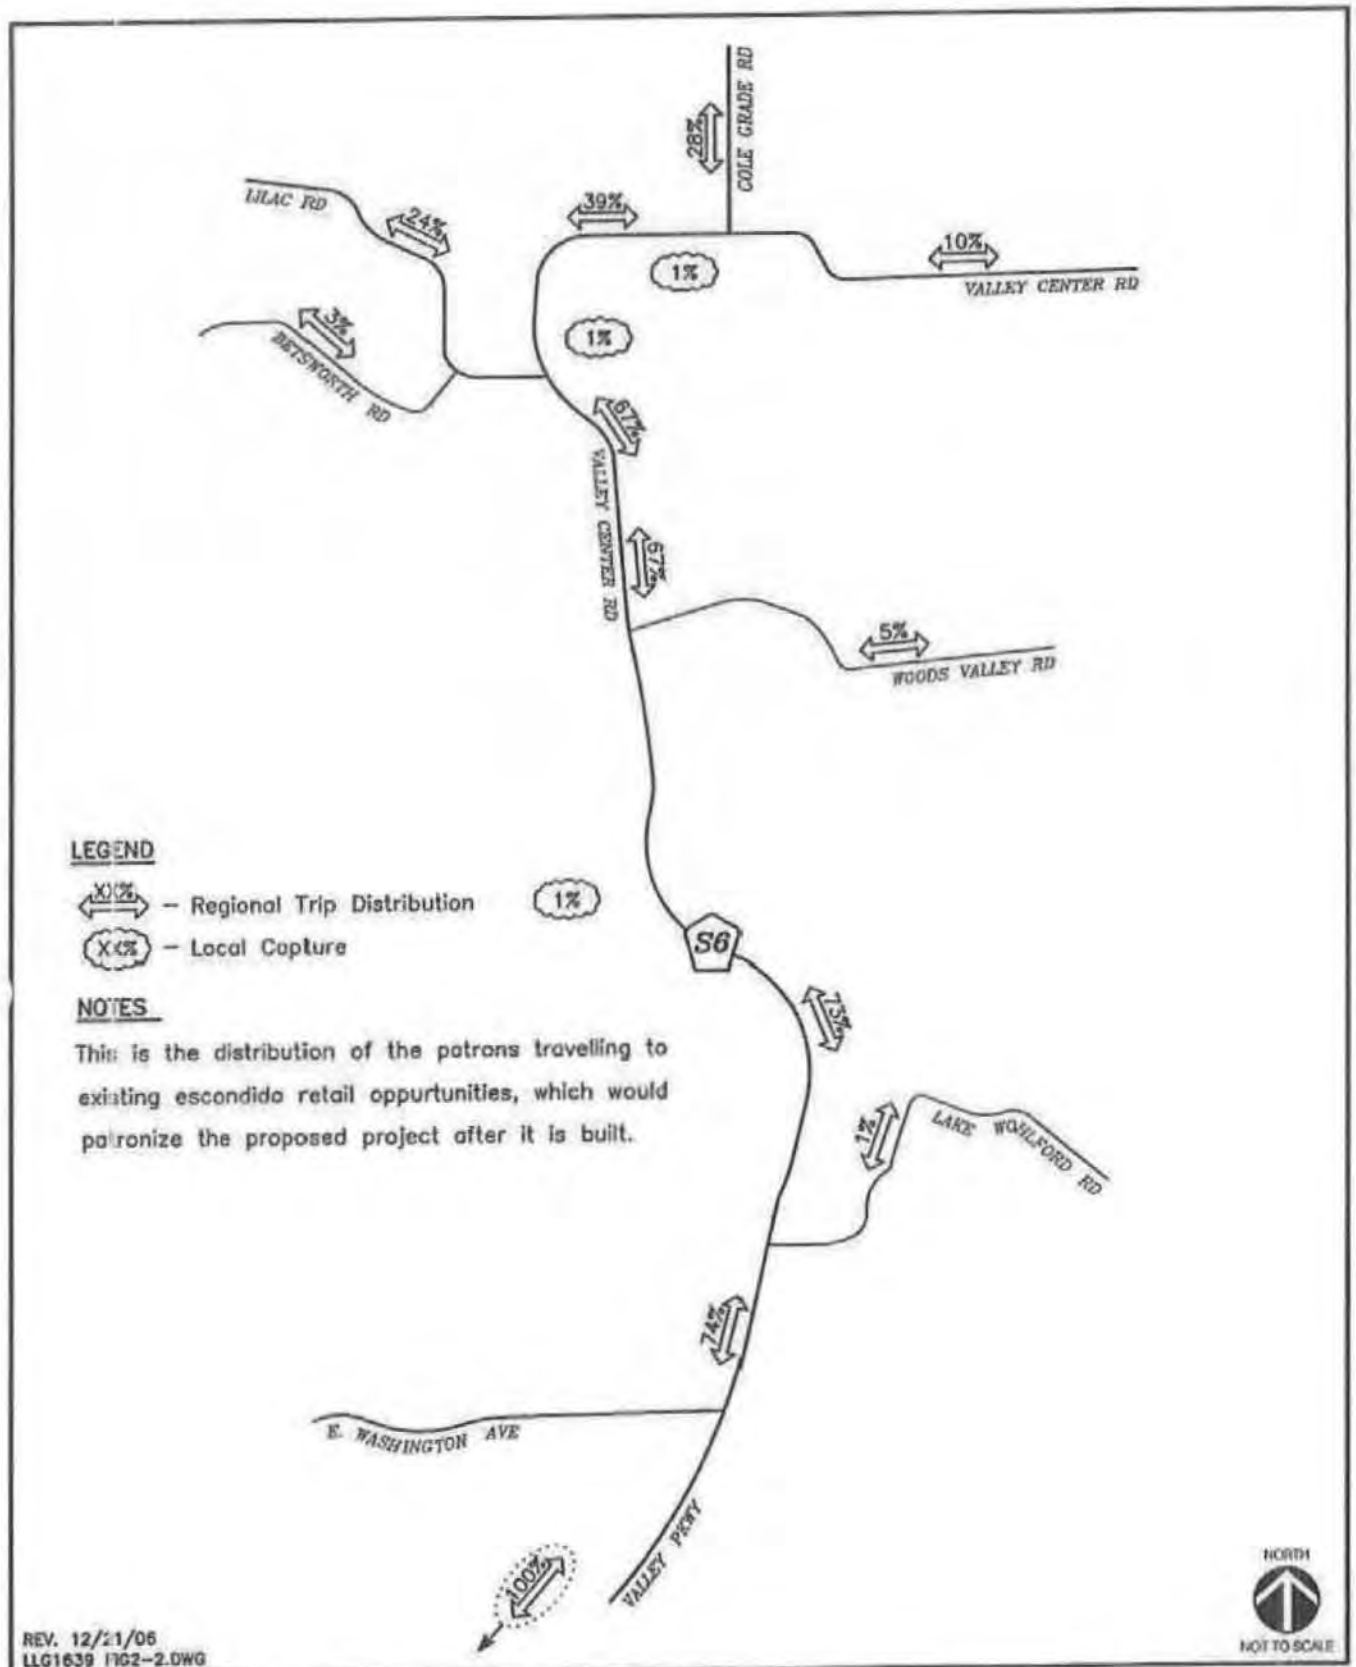 COLE GRADE RD
28%
LILAC RD
24%
39%
1%
10%
VALLEY CENTER RD
3%
BETSWORTH RD
1%
67%
VALLEY CENTER RD
67%
5%
WOODS VALLEY RD
LEGEND
XX% — Regional Trip Distribution
1%
XX% — Local Capture
S6
NOTES
This is the distribution of the patrons travelling to
existing escondido retail oppurtunities, which would
patronize the proposed project after it is built.
73%
1%
LAKE WOHLFORD RD
74%
E. WASHINGTON AVE
VALLEY PKWY
100%
NORTH
NOT TO SCALE
REV. 12/21/06
LLG1639 FIG2-2.DWG